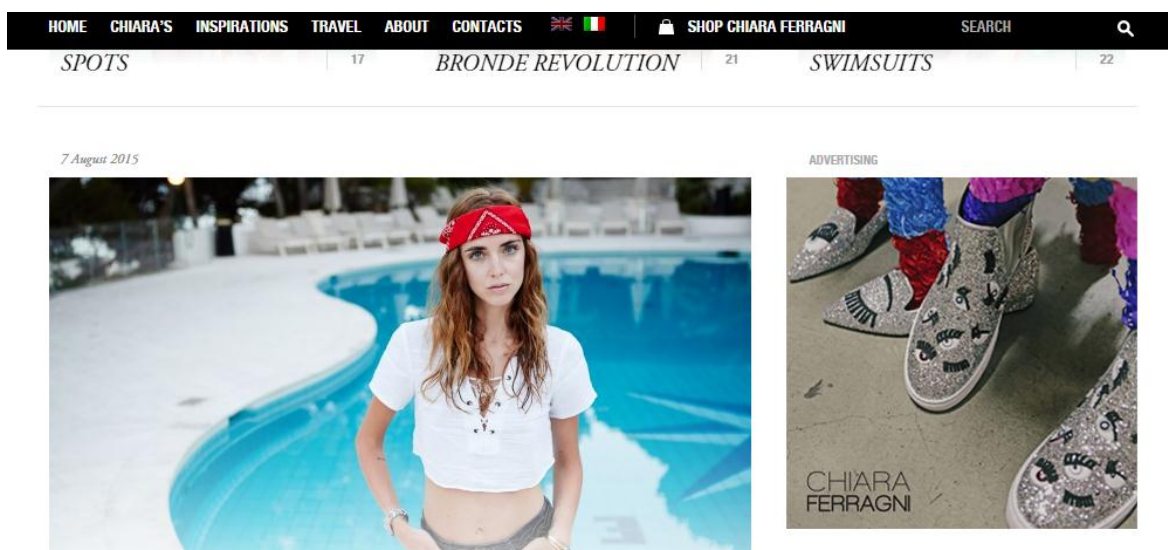 HOME CHIARA'S INSPIRATIONS TRAVEL ABOUT CONTACTS SHOP CHIARA FERRAGNI SEARCH
SPOTS 17 BRONDE REVOLUTION 21 SWIMSUITS 22
7 August 2015 ADVERTISING
CHIARA
FERRAGNI